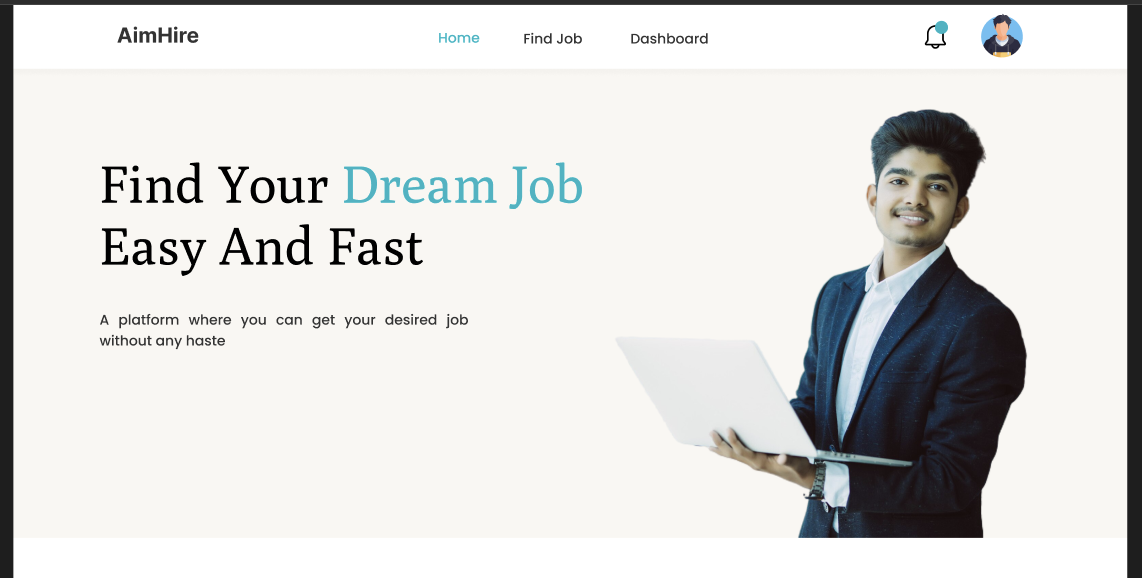 AimHire
Home
Find Job
Dashboard
Find Your Dream Job
Easy And Fast
A platform where you can get your desired job
without any haste